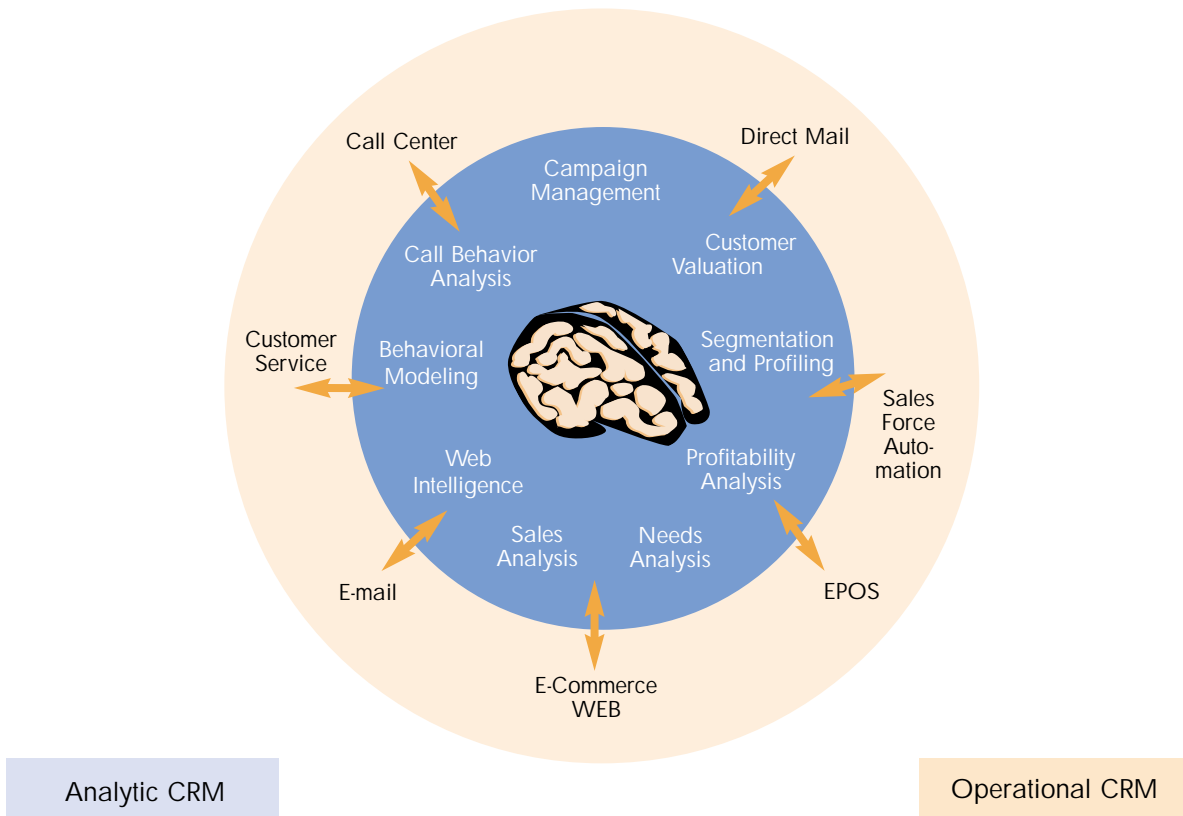 Call Center
Direct Mail
Campaign
Management
Call Behavior
Analysis
Customer
Valuation
Customer
Service
Behavioral
Modeling
Segmentation
and Profiling
Sales
Force
Auto-
mation
Web
Intelligence
Profitability
Analysis
Sales
Analysis
Needs
Analysis
E-mail
EPOS
E-Commerce
WEB
Analytic CRM
Operational CRM